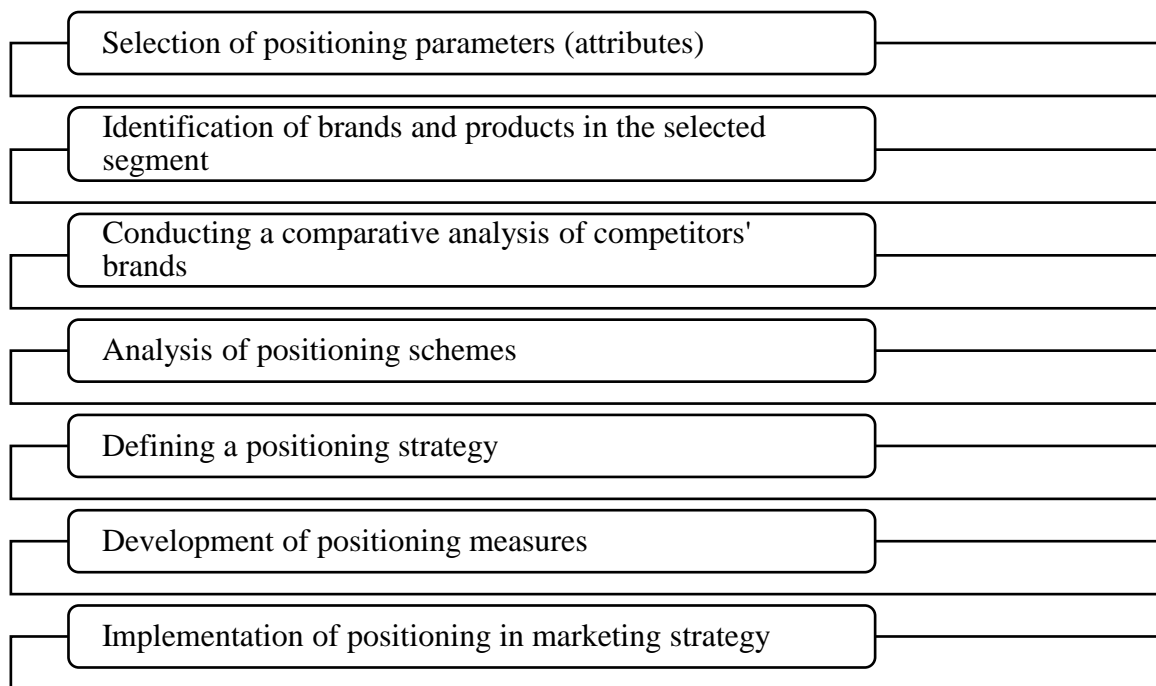 Selection of positioning parameters (attributes)
Identification of brands and products in the selected
segment
Conducting a comparative analysis of competitors'
brands
Analysis of positioning schemes
Defining a positioning strategy
Development of positioning measures
Implementation of positioning in marketing strategy